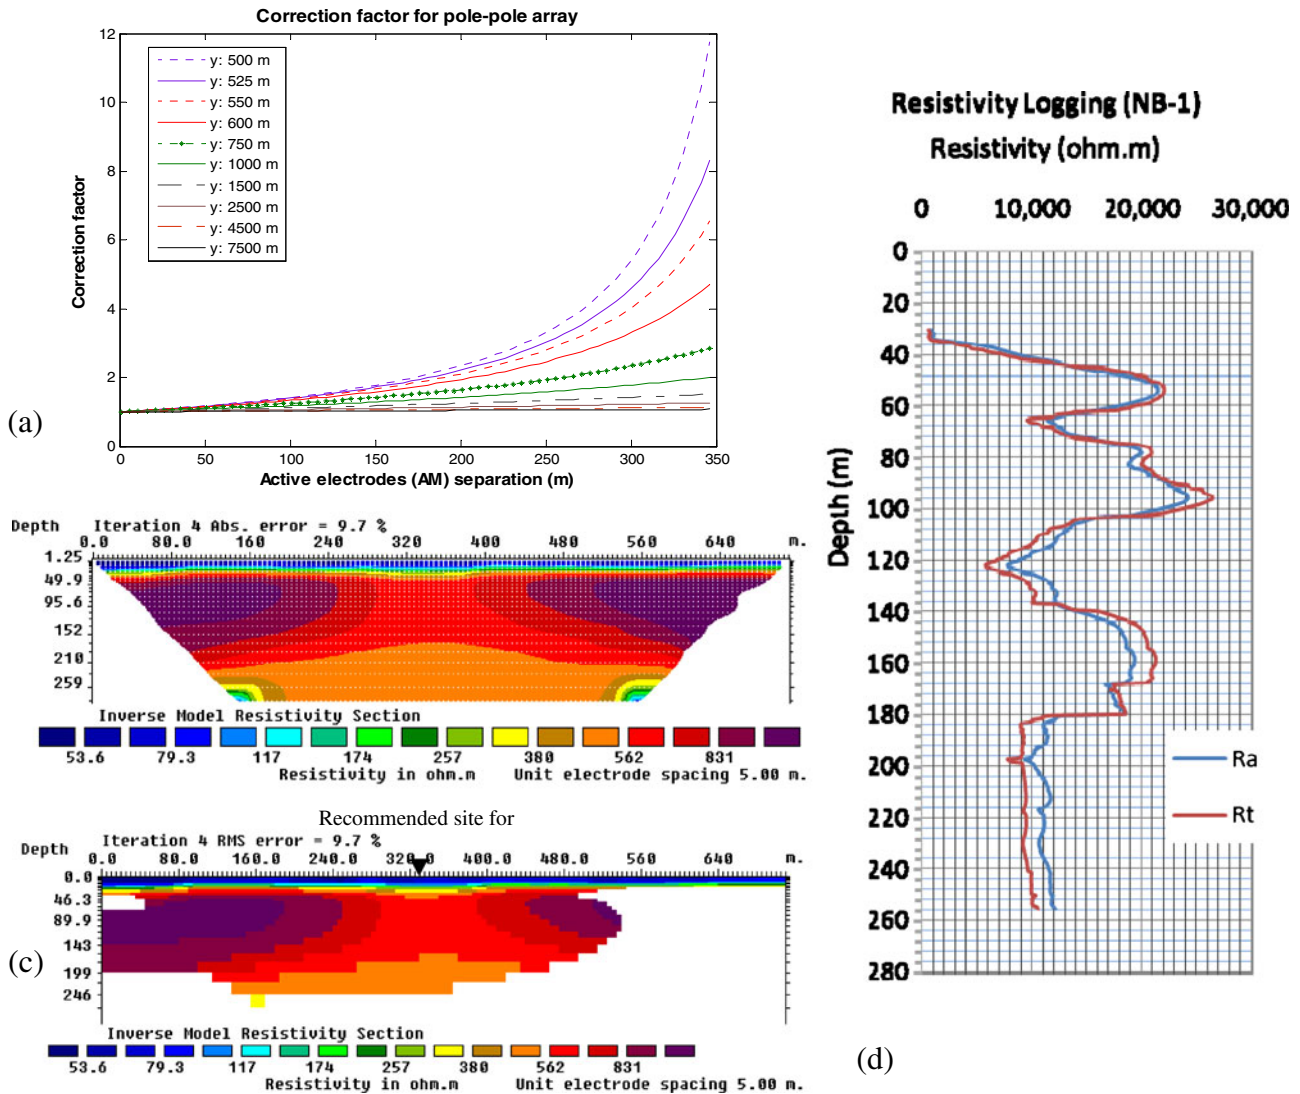 Correction factor for pole-pole array
12
10
8
6
4
2
0
Correction factor
y: 500 m
y: 525 m
y: 550 m
y: 600 m
y: 750 m
y: 1000 m
y: 1500 m
y: 2500 m
y: 4500 m
y: 7500 m
0 50 100 150 200 250 300 350
Active electrodes (AM) separation (m)
(a)
Depth Iteration 4 Abs. error = 9.7 %
0.0 80.0 160 240 320 400 480 560 640 m.
1.25
49.9
95.6
152
210
259
Inverse Model Resistivity Section
53.6 79.3 117 174 257 380 562 831
Resistivity in ohm.m Unit electrode spacing 5.00 m.
Recommended site for
Depth Iteration 4 RMS error = 9.7 %
0.0 80.0 160.0 240.0 320.0 400.0 480.0 560 640 m.
0.0
46.3
89.9
143
199
246
(c)
Inverse Model Resistivity Section
53.6 79.3 117 174 257 380 562 831
Resistivity in ohm.m Unit electrode spacing 5.00 m.
Resistivity Logging (NB-1)
Resistivity (ohm.m)
0 10,000 20,000 30,000
0
20
40
60
80
100
120
140
160
180
200
220
240
260
280
Depth (m)
Ra
Rt
(d)